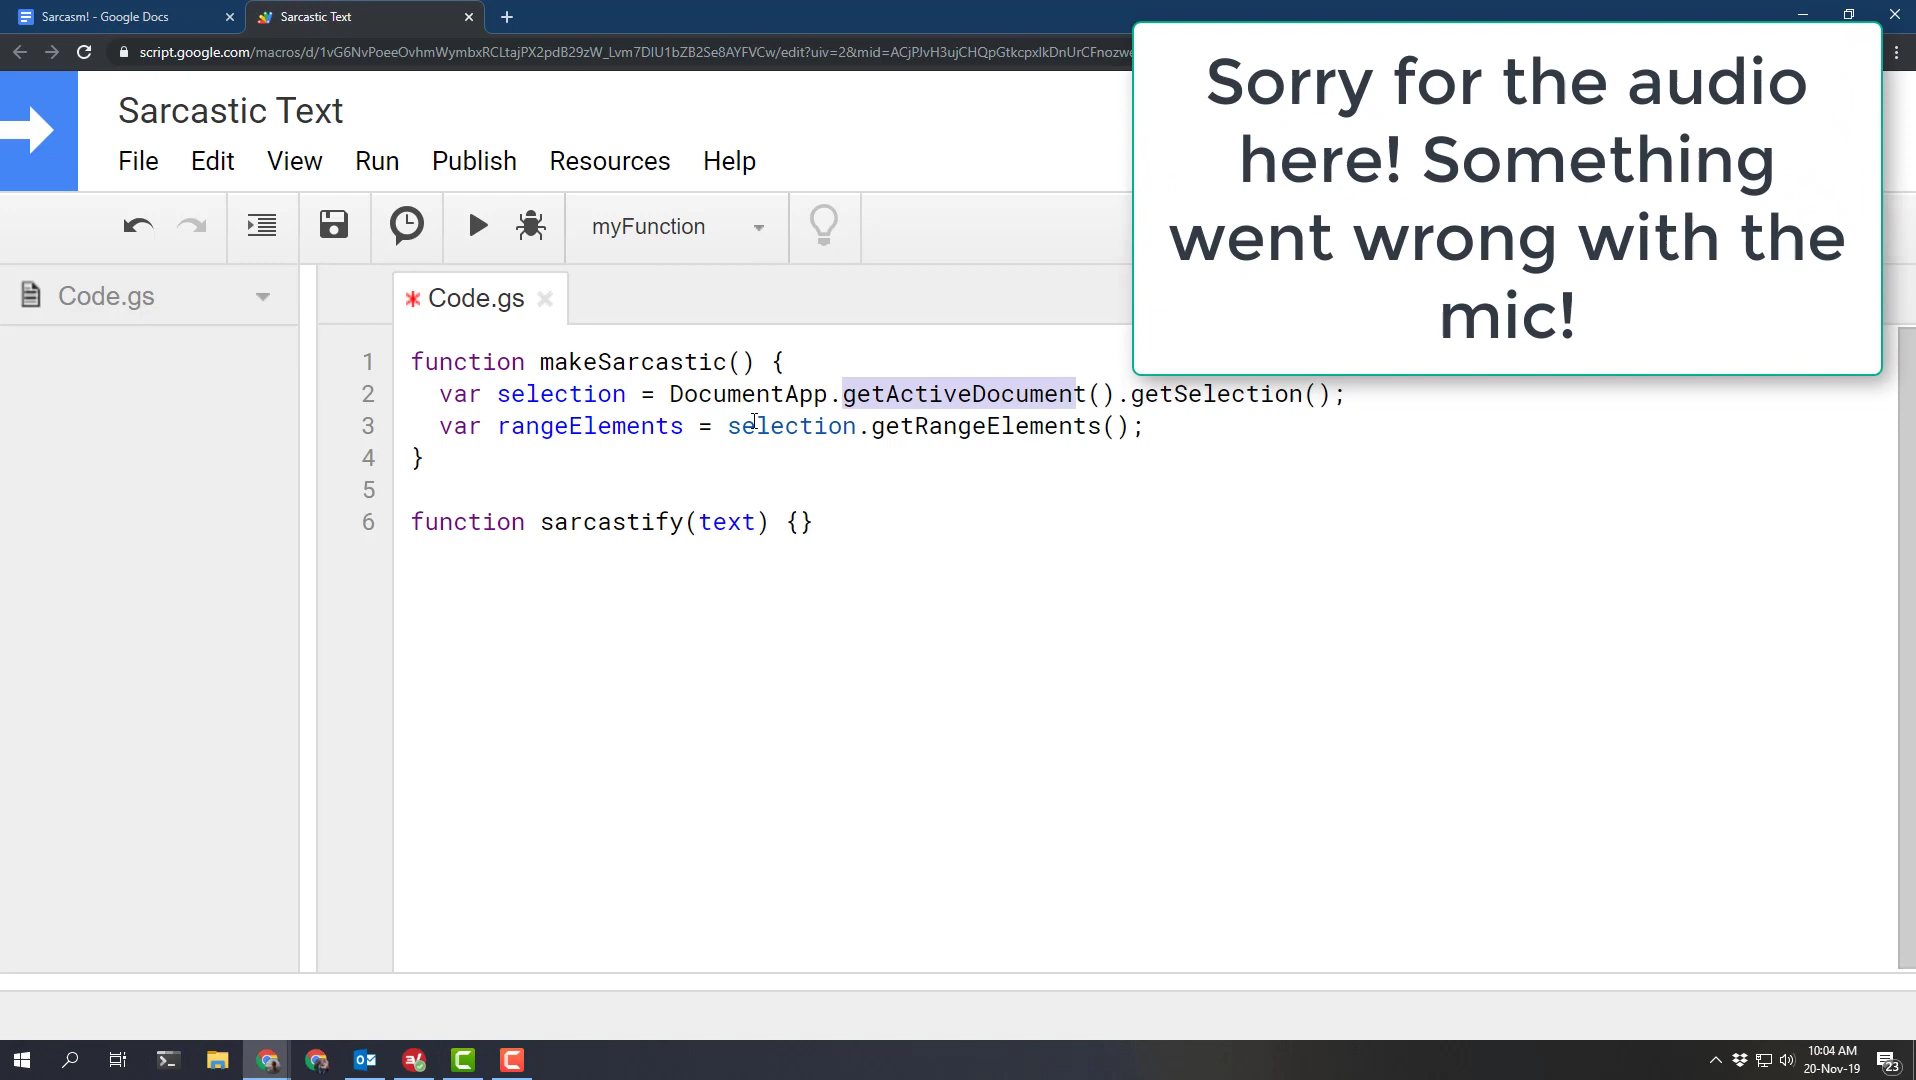 Sarcasm! - Google Docs
Sarcastic Text
script.google.com/macros/d/1vG6NvPoeeOvhmWymbxRCLtajPX2pdB29zW_Lvm7DlU1bZB2Se8AYFVCw/edit?uiv=2&mid=ACjPJvH3ujCHQpGtkcpxlkDnUrCFnozwe
Sorry for the audio
here! Something
went wrong with the
mic!
Sarcastic Text
File Edit View Run Publish Resources Help
myFunction
Code.gs
* Code.gs
1 function makeSarcastic() {
2 var selection = DocumentApp.getActiveDocument().getSelection();
3 var rangeElements = selection.getRangeElements();
4 }
5
6 function sarcastify(text) {}
10:04 AM
20-Nov-19
23